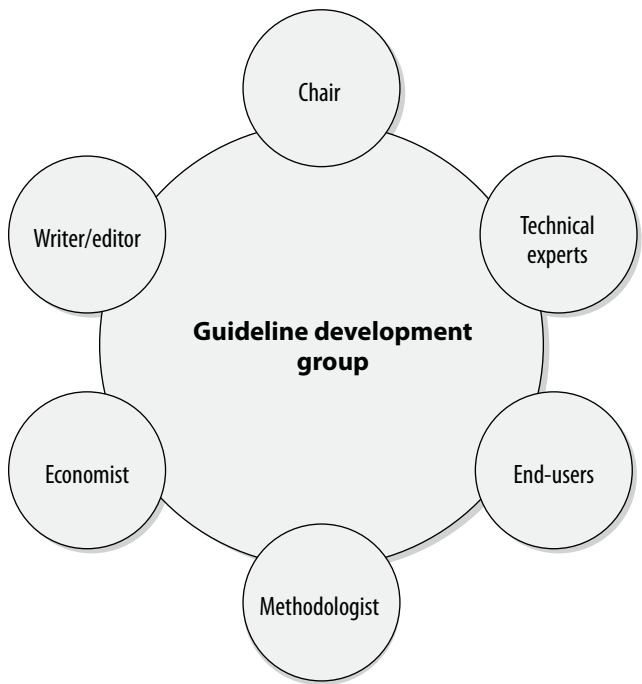 Chair
Writer/editor
Technical
experts
Guideline development
group
Economist
End-users
Methodologist